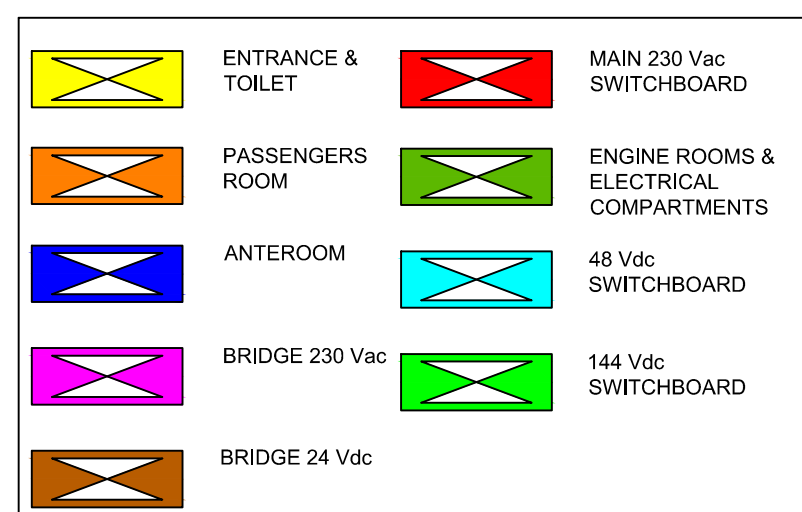 ENTRANCE &
TOILET
PASSENGERS
ROOM
ANTEROOM
BRIDGE 230 Vac
BRIDGE 24 Vdc
MAIN 230 Vac
SWITCHBOARD
ENGINE ROOMS &
ELECTRICAL
COMPARTMENTS
48 Vdc
SWITCHBOARD
144 Vdc
SWITCHBOARD